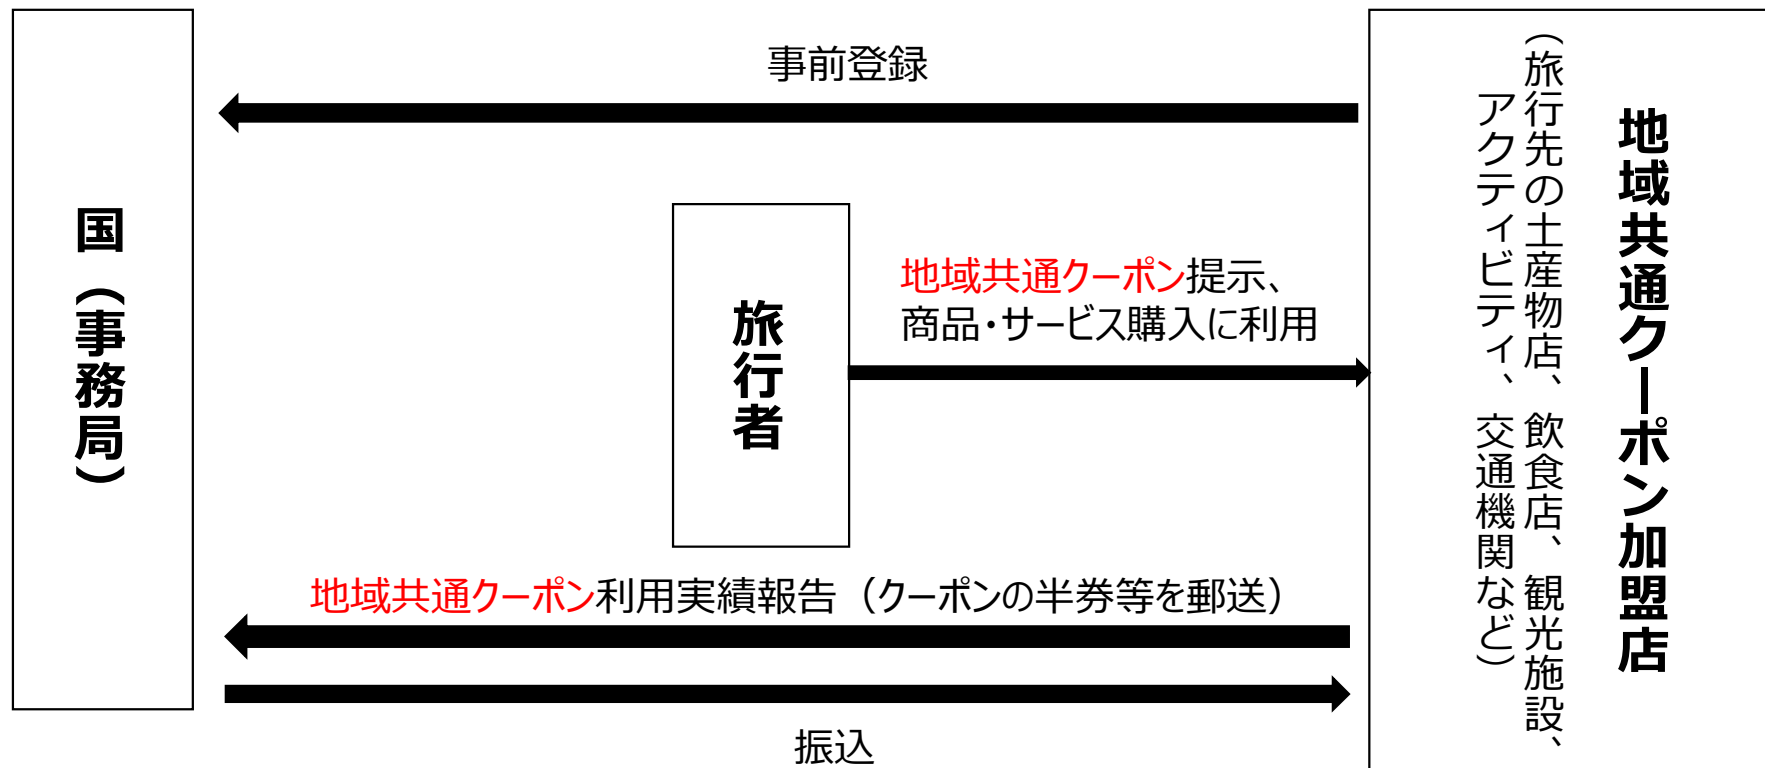 事前登録
国（事務局）
旅行者
地域共通クーポン提示、
商品・サービス購入に利用
地域共通クーポン加盟店
（旅行先の土産物店、飲食店、観光施設、
アクティビティ、交通機関など）
地域共通クーポン利用実績報告（クーポンの半券等を郵送）
振込